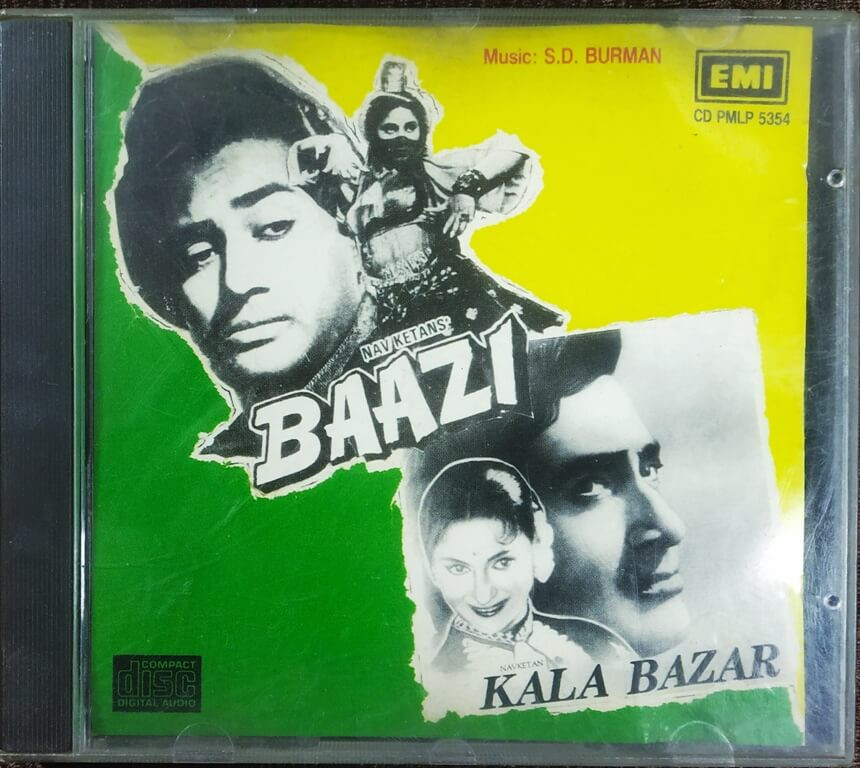 Music: S.D. BURMAN
EMI
CD PMLP 5354
NAV KETANS'
BAAZI
NAVKETAN
KALA BAZAR
COMPACT
disc
DIGITAL AUDIO